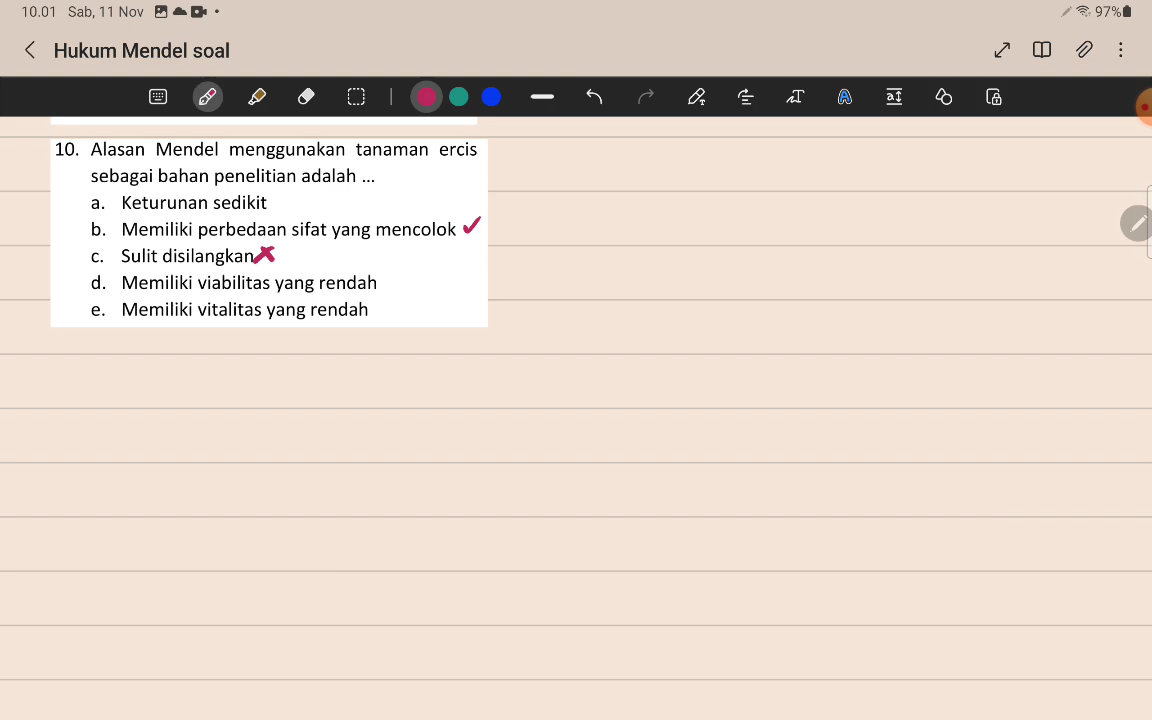 10.01 Sab, 11 Nov 97%
Hukum Mendel soal
10. Alasan Mendel menggunakan tanaman ercis
sebagai bahan penelitian adalah ...
a. Keturunan sedikit
b. Memiliki perbedaan sifat yang mencolok ✓
c. Sulit disilangkan ✗
d. Memiliki viabilitas yang rendah
e. Memiliki vitalitas yang rendah